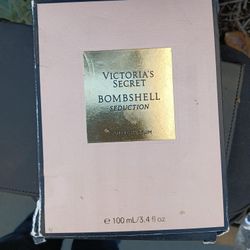 VICTORIA'S
SECRET
BOMBSHELL
SEDUCTION
℮ 100 mL/3.4 fl oz